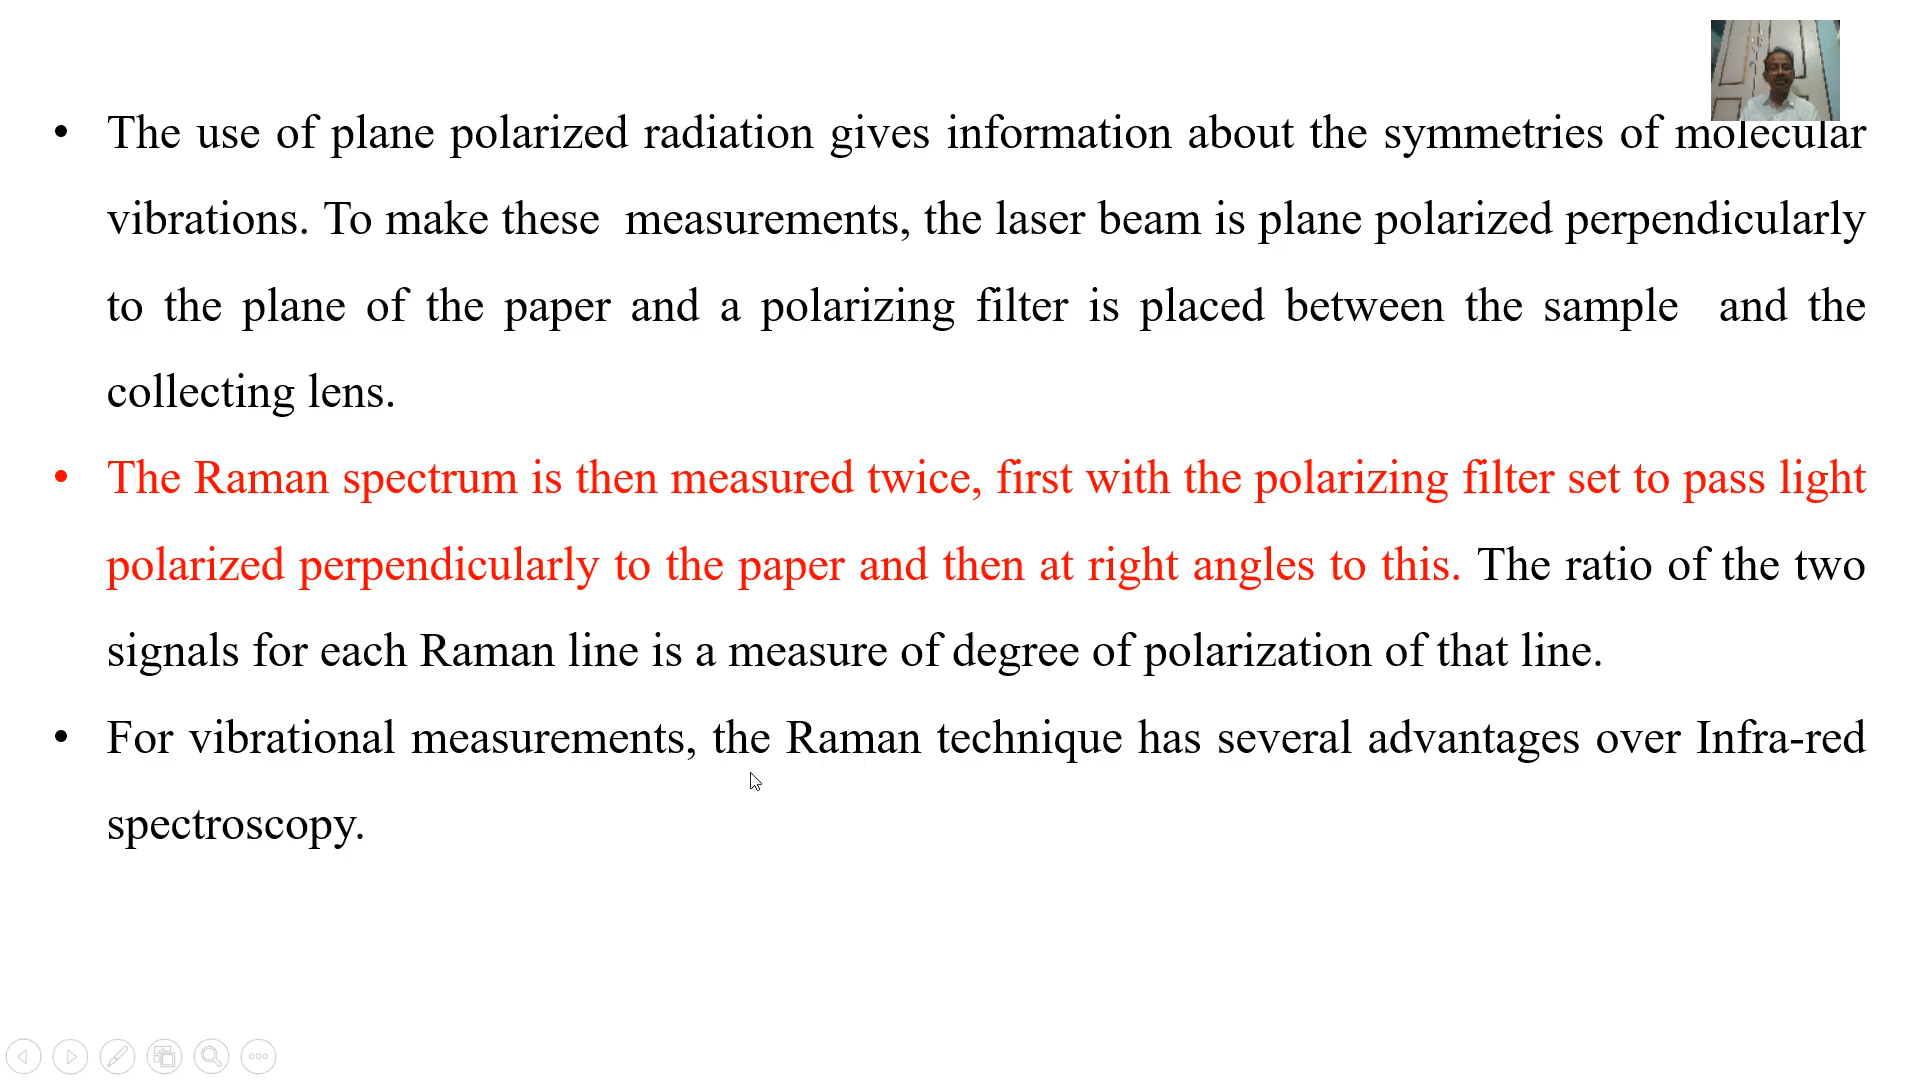 • The use of plane polarized radiation gives information about the symmetries of molecular
vibrations. To make these measurements, the laser beam is plane polarized perpendicularly
to the plane of the paper and a polarizing filter is placed between the sample and the
collecting lens.
• The Raman spectrum is then measured twice, first with the polarizing filter set to pass light
polarized perpendicularly to the paper and then at right angles to this. The ratio of the two
signals for each Raman line is a measure of degree of polarization of that line.
• For vibrational measurements, the Raman technique has several advantages over Infra-red
spectroscopy.